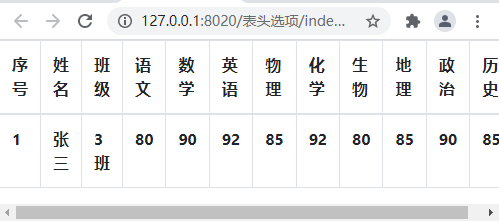 127.0.0.1:8020/表头选项/inde...
序号 姓名 班级 语文 数学 英语 物理 化学 生物 地理 政治 历史
1 张三 3班 80 90 92 85 92 80 85 90 85